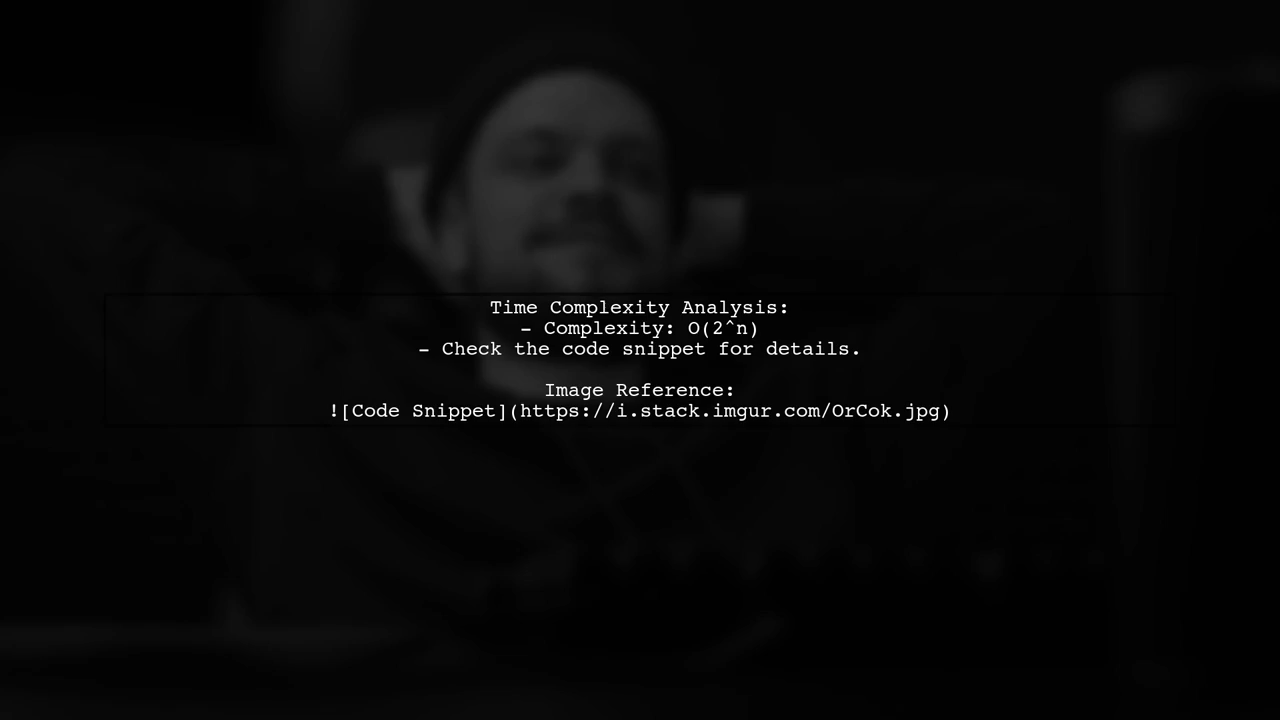 Time Complexity Analysis:
- Complexity: O(2^n)
- Check the code snippet for details.
Image Reference:
![Code Snippet](https://i.stack.imgur.com/OrCok.jpg)